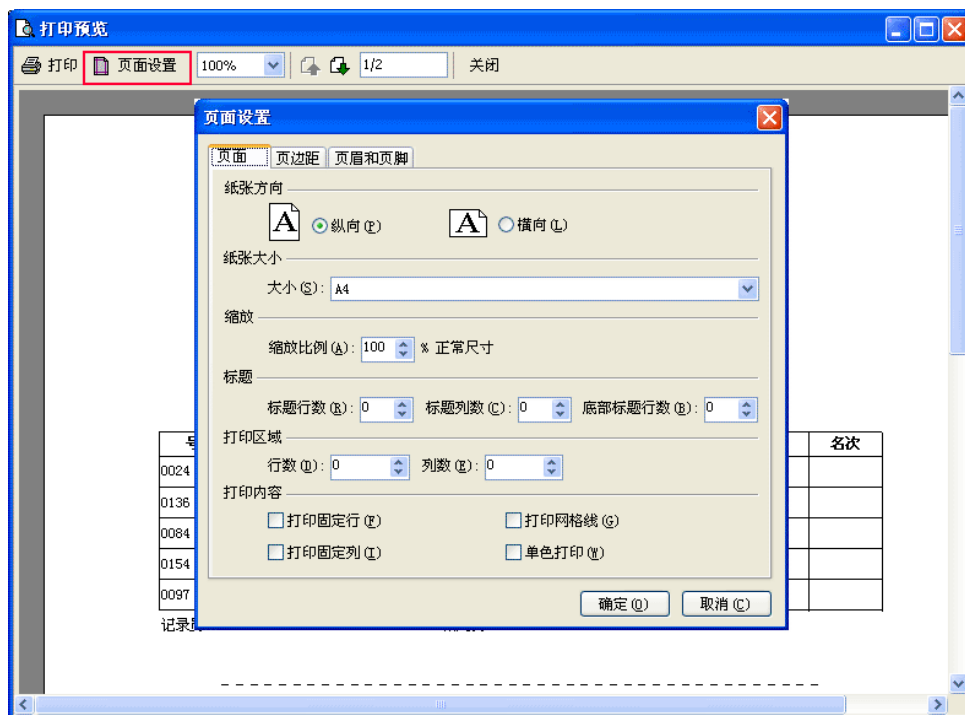 打印预览
打印 页面设置 100% 1/2 关闭
页面设置
页面 页边距 页眉和页脚
纸张方向
A 纵向(P) A 横向(L)
纸张大小
大小(S): A4
缩放
缩放比例(A): 100 % 正常尺寸
标题
标题行数(R): 0 标题列数(C): 0 底部标题行数(B): 0
打印区域
行数(D): 0 列数(E): 0
打印内容
打印固定行(F) 打印网格线(G)
打印固定列(I) 单色打印(W)
确定(O) 取消(C)
名次
0024
0136
0084
0154
0097
记录